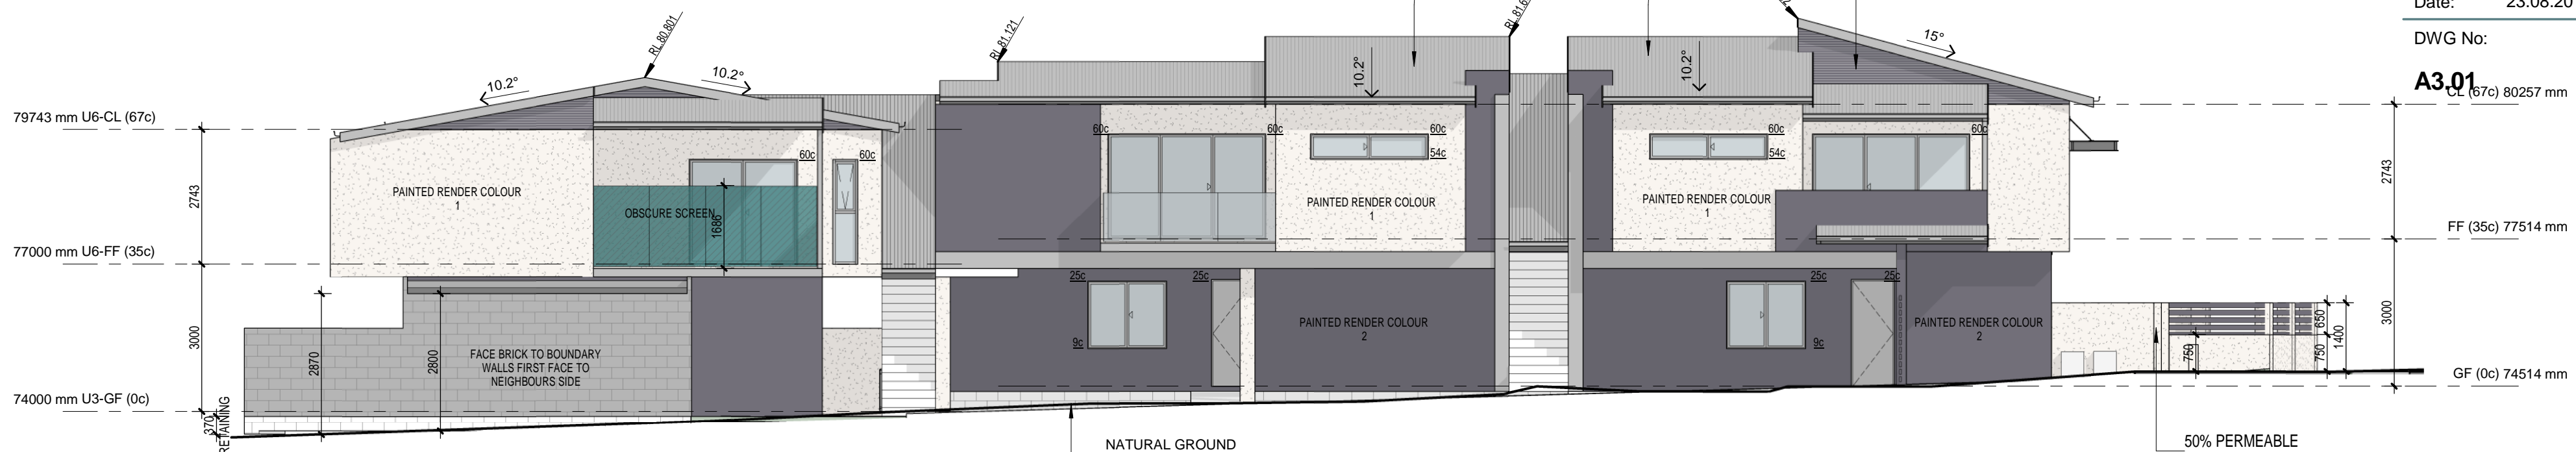 Date: 23.08.20
DWG No:
A3.01
RL.80.801
RL.81.121
10.2°
10.2°
10.2°
10.2°
15°
79743 mm U6-CL (67c)
CL (67c) 80257 mm
2743
2743
60c
60c
60c
60c
60c
54c
60c
54c
60c
PAINTED RENDER COLOUR
1
OBSCURE SCREEN
1686
PAINTED RENDER COLOUR
1
PAINTED RENDER COLOUR
1
77000 mm U6-FF (35c)
FF (35c) 77514 mm
25c
25c
25c
25c
3000
2870
2800
FACE BRICK TO BOUNDARY
WALLS FIRST FACE TO
NEIGHBOURS SIDE
9c
PAINTED RENDER COLOUR
2
9c
PAINTED RENDER COLOUR
2
750
650
750
1400
3000
74000 mm U3-GF (0c)
GF (0c) 74514 mm
370
RETAINING
NATURAL GROUND
50% PERMEABLE